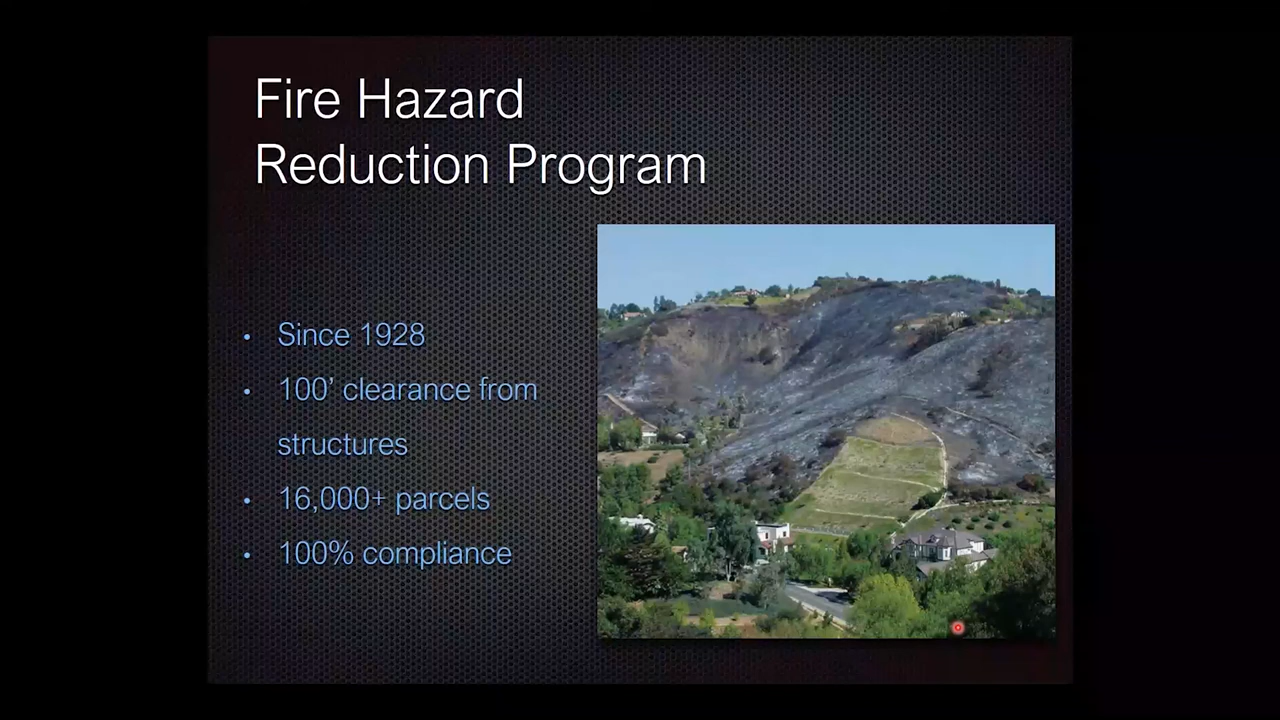 Fire Hazard
Reduction Program
• Since 1928
• 100’ clearance from
structures
• 16,000+ parcels
• 100% compliance